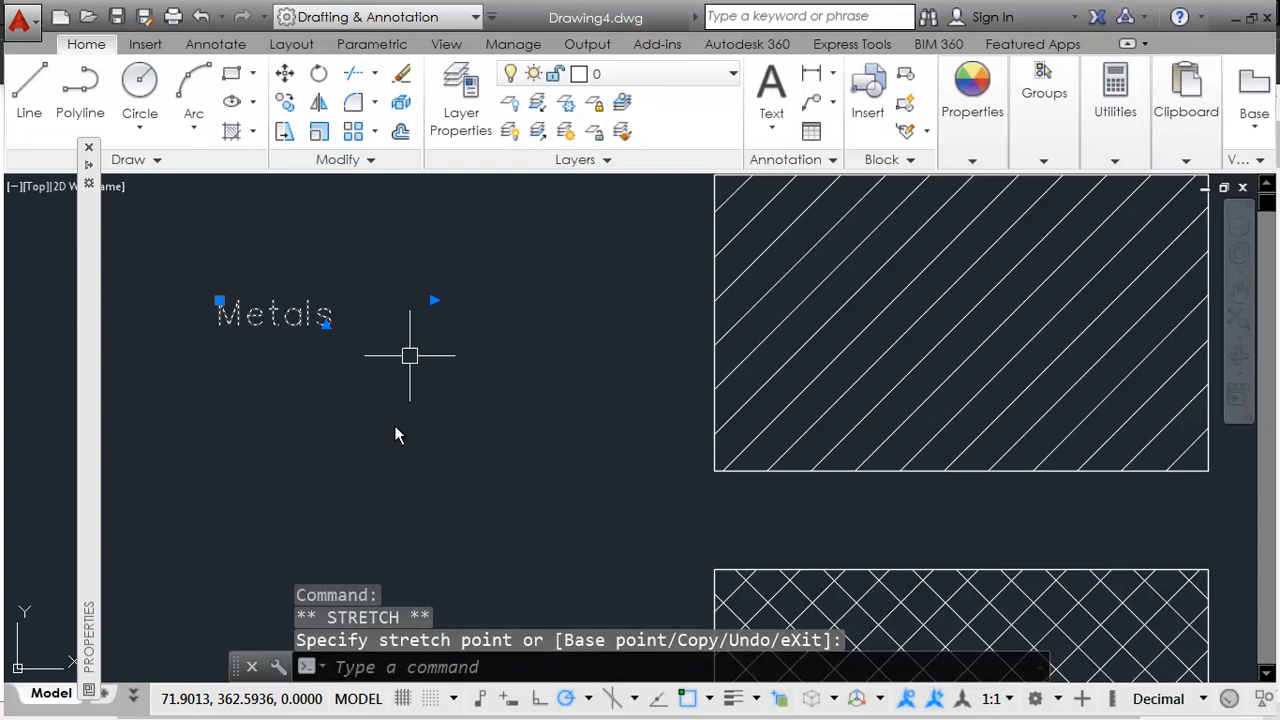 Drafting & Annotation
Drawing4.dwg
Type a keyword or phrase
Sign In
Home Insert Annotate Layout Parametric View Manage Output Add-ins Autodesk 360 Express Tools BIM 360 Featured Apps
0
Line Polyline Circle Arc
Layer
Properties
Text
Insert
Properties
Groups
Utilities
Clipboard
Base
Draw
Modify
Layers
Annotation
Block
V...
[−][Top][2D W
ame]
Metals
PROPERTIES
Y
X
Command:
** STRETCH **
Specify stretch point or [Base point/Copy/Undo/eXit]:
Type a command
Model
71.9013, 362.5936, 0.0000 MODEL
1:1
Decimal